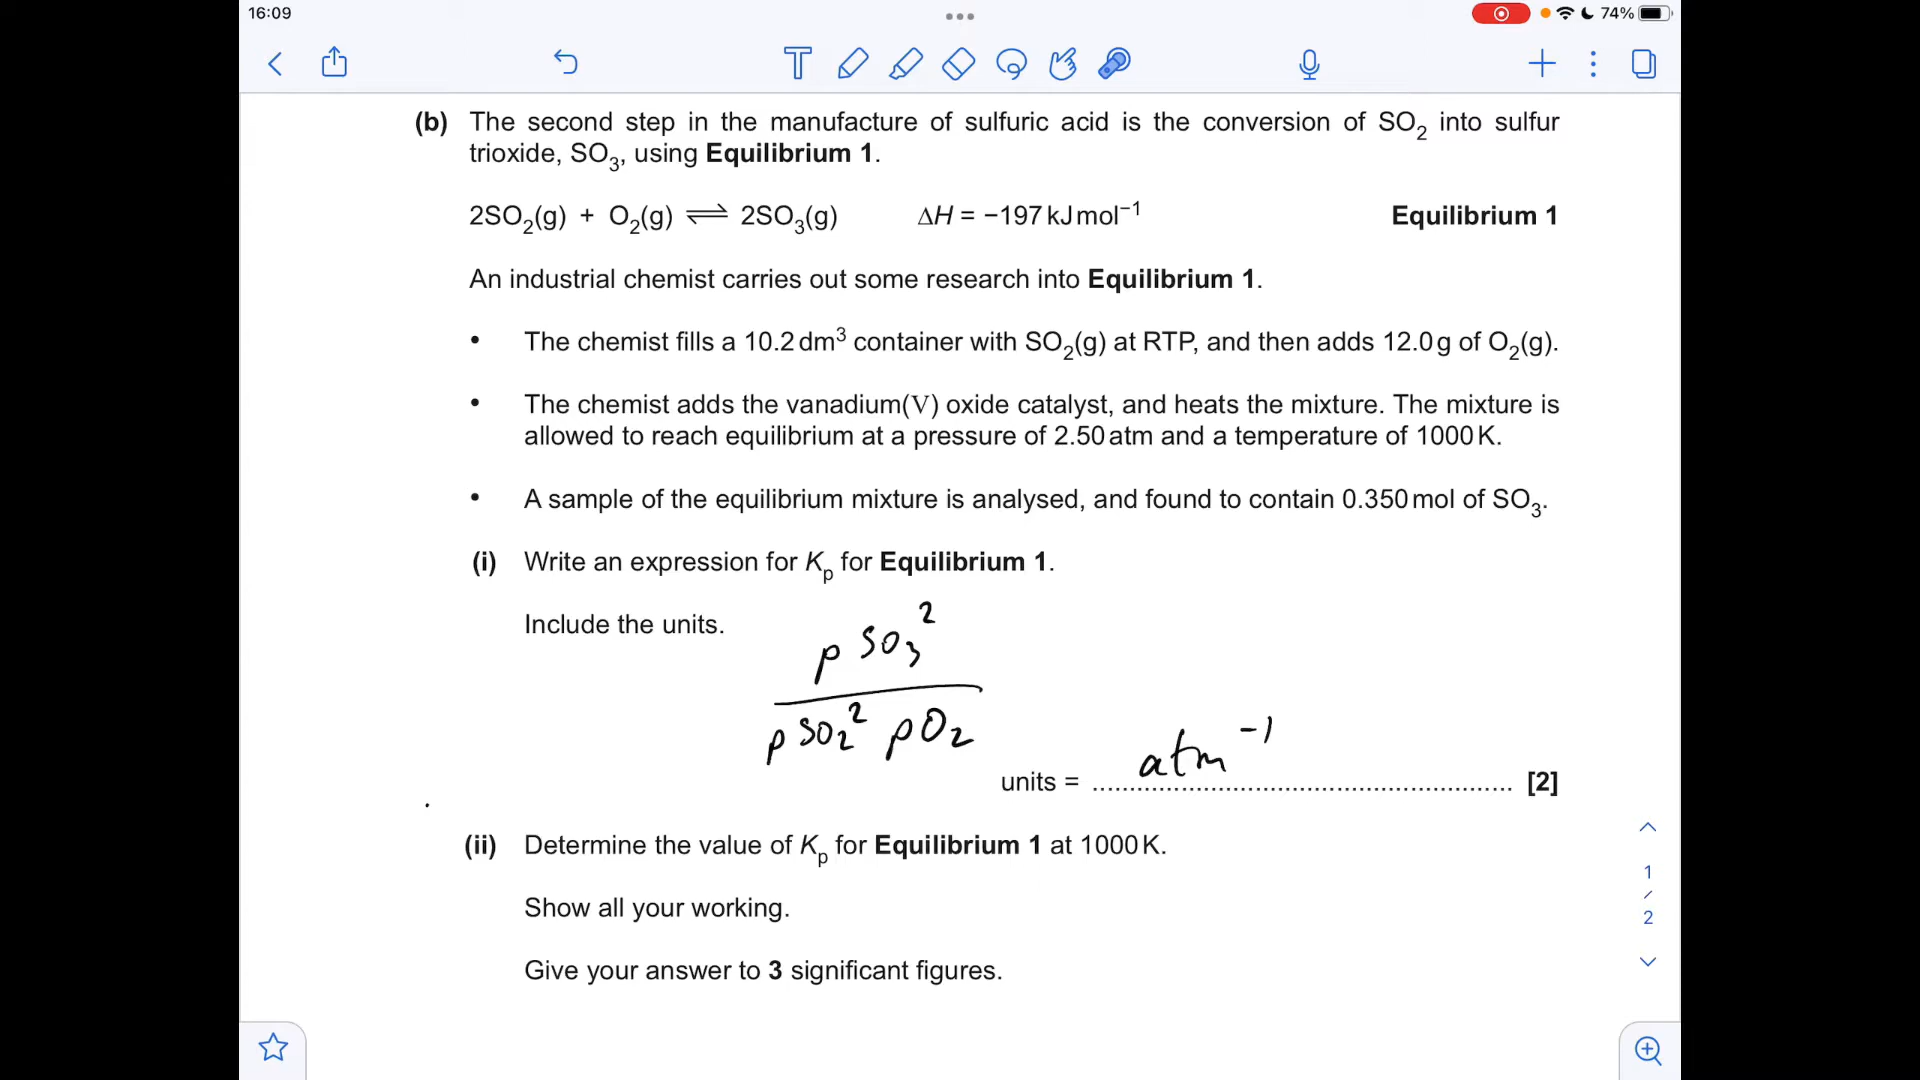 16:09
74%
(b) The second step in the manufacture of sulfuric acid is the conversion of SO₂ into sulfur
trioxide, SO₃, using Equilibrium 1.
2SO₂(g) + O₂(g) ⇌ 2SO₃(g) ΔH = −197 kJ mol⁻¹ Equilibrium 1
An industrial chemist carries out some research into Equilibrium 1.
• The chemist fills a 10.2 dm³ container with SO₂(g) at RTP, and then adds 12.0 g of O₂(g).
• The chemist adds the vanadium(V) oxide catalyst, and heats the mixture. The mixture is
allowed to reach equilibrium at a pressure of 2.50 atm and a temperature of 1000 K.
• A sample of the equilibrium mixture is analysed, and found to contain 0.350 mol of SO₃.
(i) Write an expression for Kₚ for Equilibrium 1.
Include the units.
p SO₃²
p SO₂² pO₂
units = atm⁻¹ [2]
(ii) Determine the value of Kₚ for Equilibrium 1 at 1000 K.
Show all your working.
Give your answer to 3 significant figures.
1
/
2